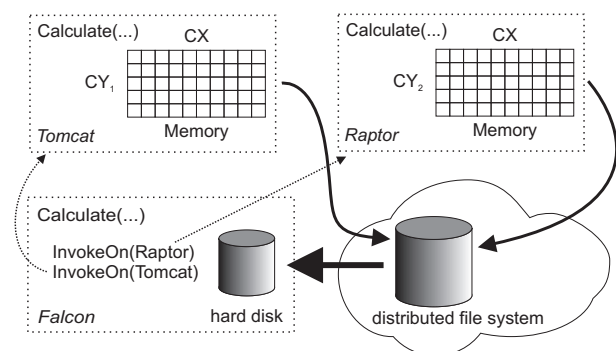 Calculate(...)
CX
CY₁
Tomcat
Memory
Calculate(...)
CX
CY₂
Raptor
Memory
Calculate(...)
InvokeOn(Raptor)
InvokeOn(Tomcat)
Falcon
hard disk
distributed file system